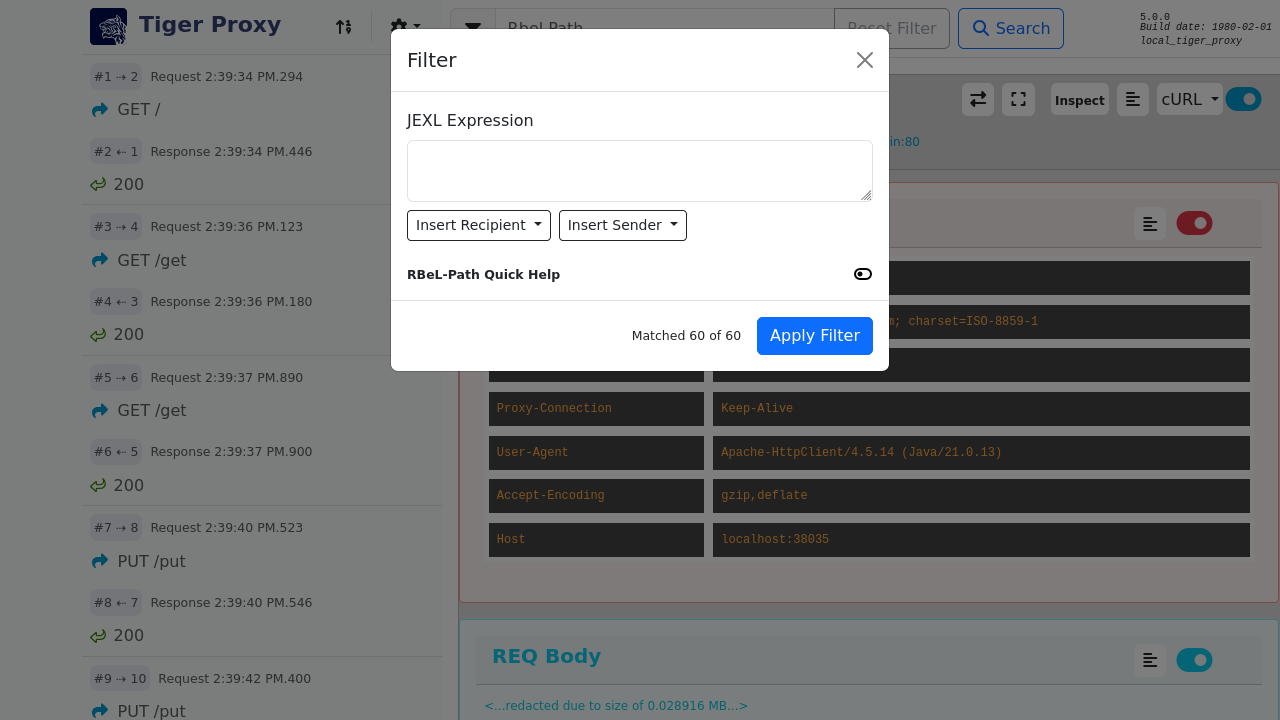 Tiger Proxy
Rbel Path
Reset Filter
Search
5.0.0
Build date: 1980-02-01
local_tiger_proxy
#1 ⇢ 2 Request 2:39:34 PM.294
GET /
#2 ⇠ 1 Response 2:39:34 PM.446
200
#3 ⇢ 4 Request 2:39:36 PM.123
GET /get
#4 ⇠ 3 Response 2:39:36 PM.180
200
#5 ⇢ 6 Request 2:39:37 PM.890
GET /get
#6 ⇠ 5 Response 2:39:37 PM.900
200
#7 ⇢ 8 Request 2:39:40 PM.523
PUT /put
#8 ⇠ 7 Response 2:39:40 PM.546
200
#9 ⇢ 10 Request 2:39:42 PM.400
PUT /put
Filter
JEXL Expression
Insert Recipient
Insert Sender
RBeL-Path Quick Help
Matched 60 of 60
Apply Filter
Inspect
cURL
in:80
; charset=ISO-8859-1
Proxy-Connection Keep-Alive
User-Agent Apache-HttpClient/4.5.14 (Java/21.0.13)
Accept-Encoding gzip,deflate
Host localhost:38035
REQ Body
<...redacted due to size of 0.028916 MB...>